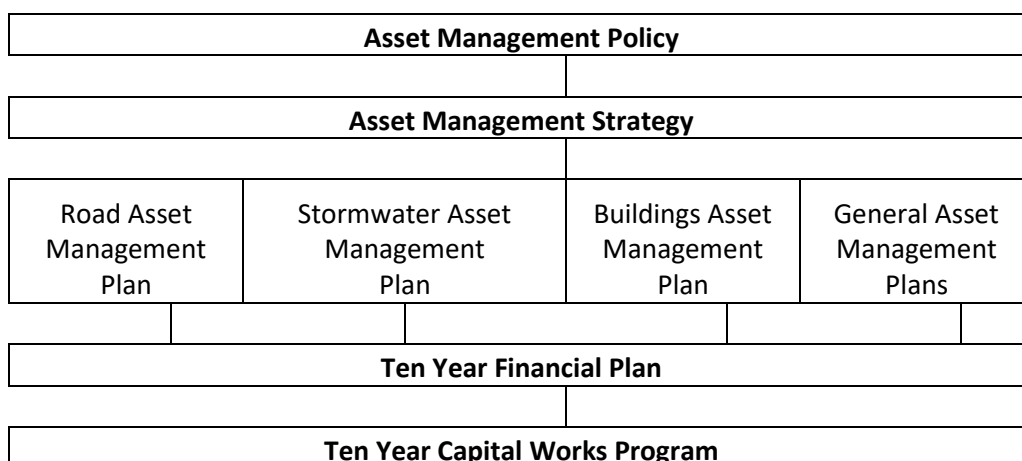 Asset Management Policy
Asset Management Strategy
Road Asset
Management
Plan
Stormwater Asset
Management
Plan
Buildings Asset
Management
Plan
General Asset
Management
Plans
Ten Year Financial Plan
Ten Year Capital Works Program